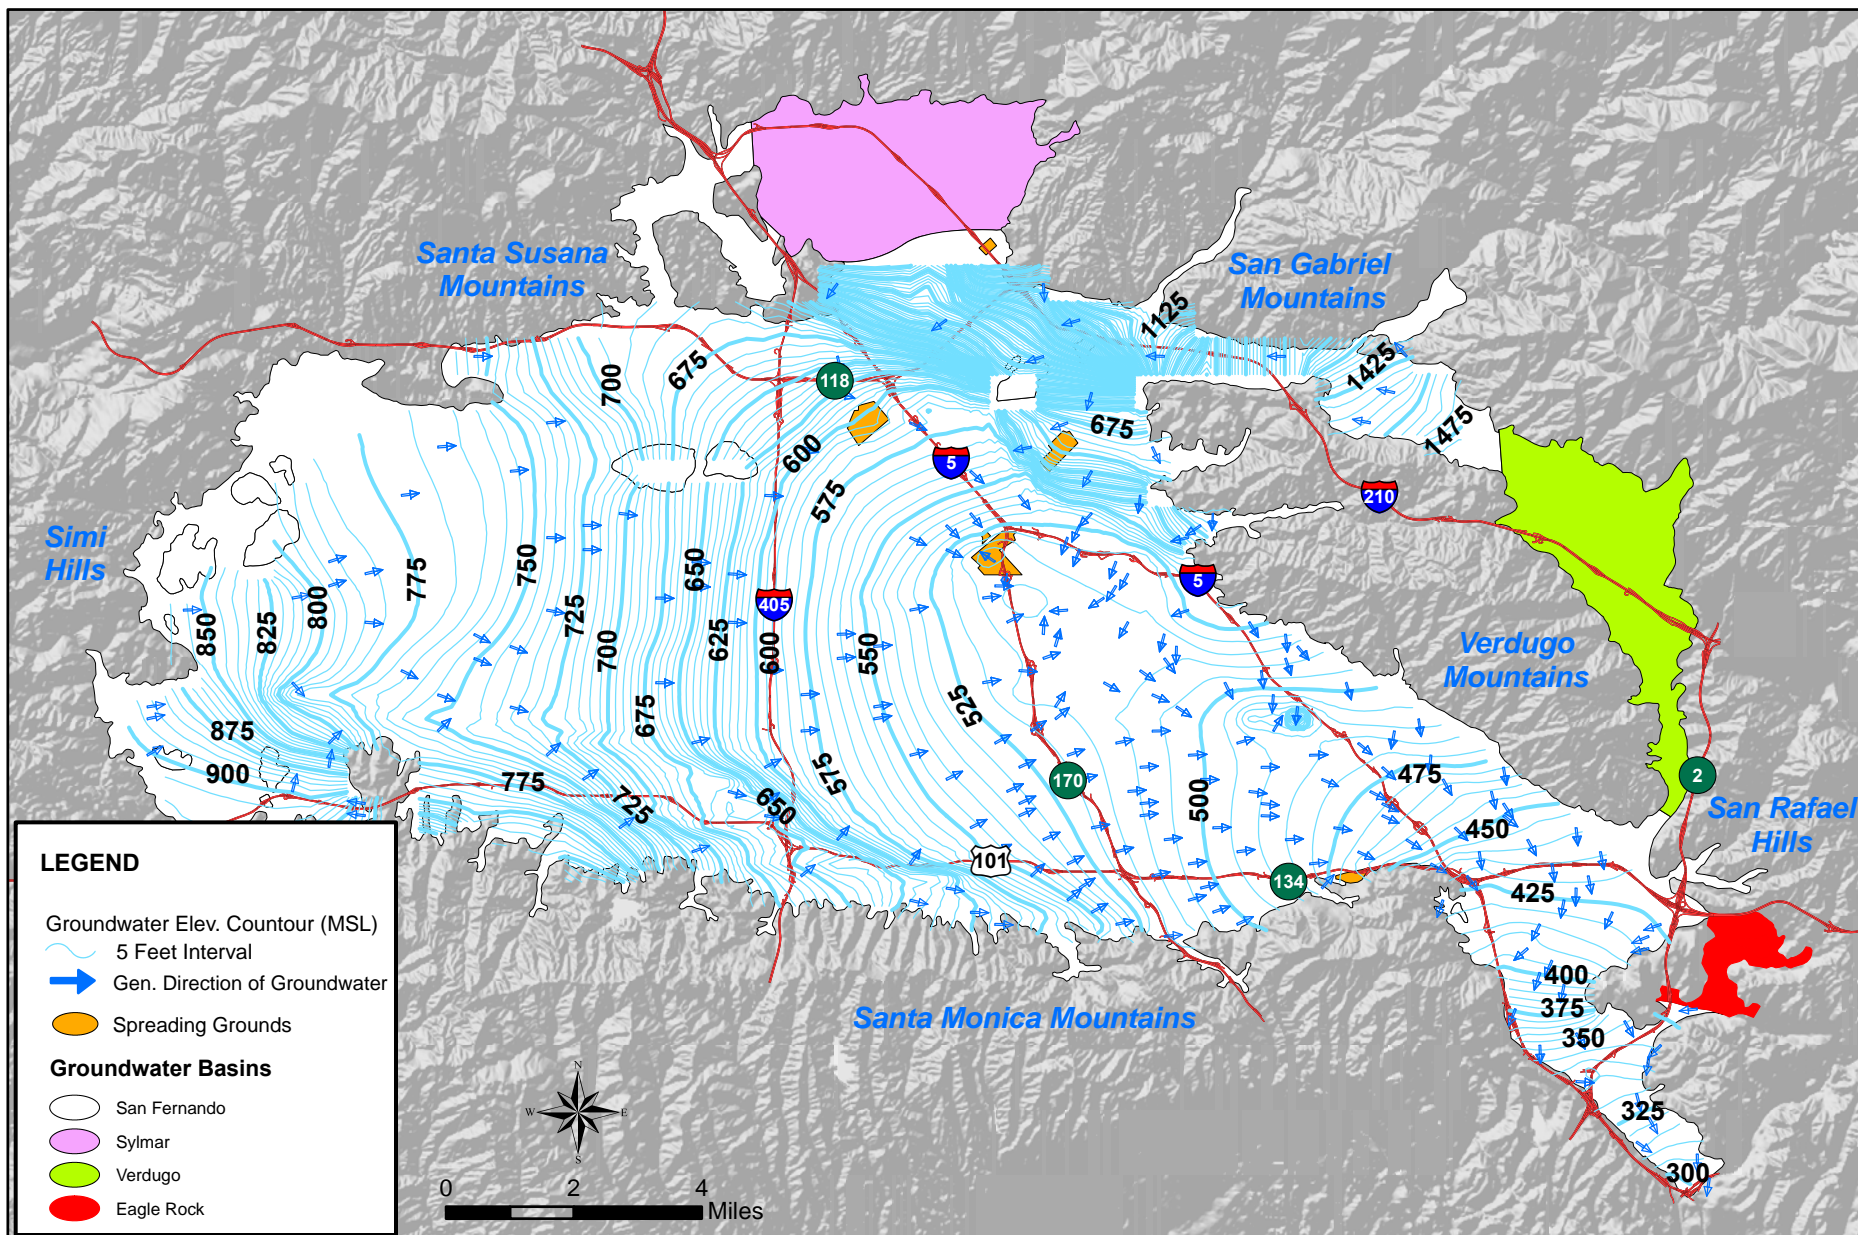 Santa Susana
Mountains
San Gabriel
Mountains
1125
1425
1475
700
675
118
675
600
575
5
210
Simi
Hills
775
750
650
800
825
850
725
700
625
600
405
550
5
Verdugo
Mountains
525
675
875
900
775
725
650
575
170
500
475
2
450
San Rafael
Hills
101
134
425
400
375
350
325
300
Santa Monica Mountains
LEGEND
Groundwater Elev. Countour (MSL)
5 Feet Interval
Gen. Direction of Groundwater
Spreading Grounds
Groundwater Basins
San Fernando
Sylmar
Verdugo
Eagle Rock
N
W
E
S
0 2 4
Miles